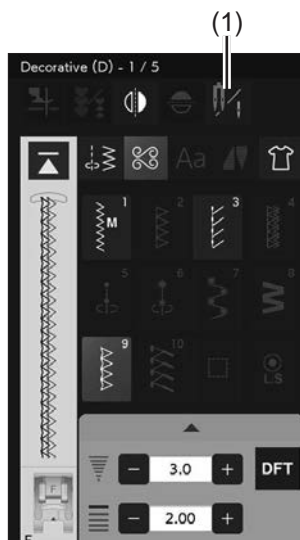 (1)
Decorative (D) - 1 / 5
Aa
1 M 2 3 4
5 6 7 8
9 10 L.S
3.0 DFT
F
2.00
F